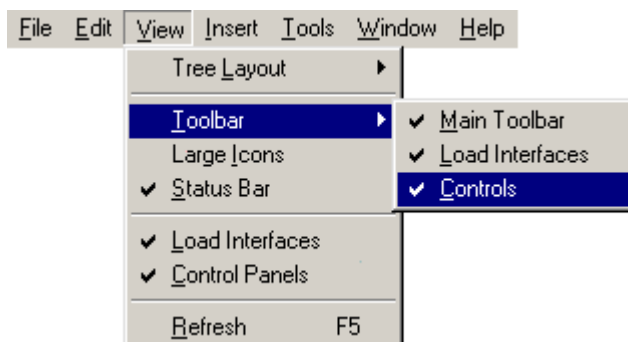 File Edit View Insert Tools Window Help
Tree Layout
Toolbar
Large Icons
Status Bar
Load Interfaces
Control Panels
Refresh F5
Main Toolbar
Load Interfaces
Controls